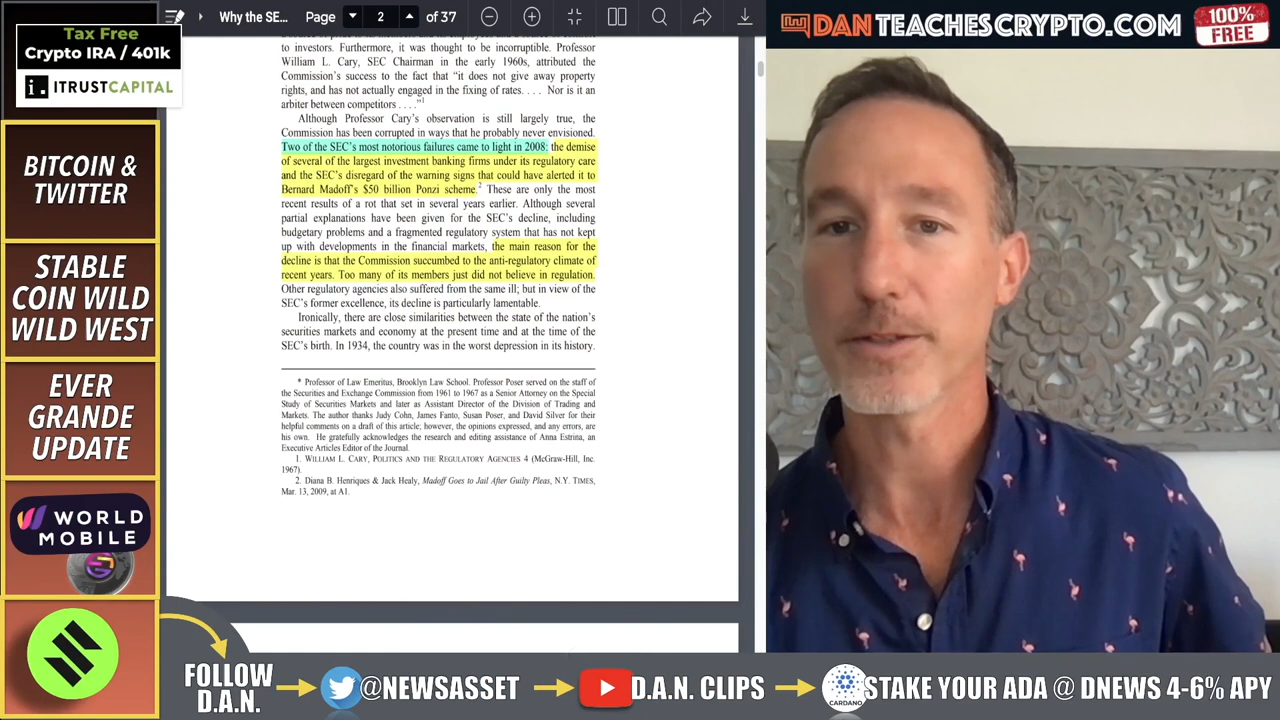 Tax Free
Crypto IRA / 401k
i. ITRUSTCAPITAL
BITCOIN &
TWITTER
STABLE
COIN WILD
WILD WEST
EVER
GRANDE
UPDATE
WORLD
MOBILE
Why the SE...
Page 2 of 37
to investors. Furthermore, it was thought to be incorruptible. Professor
William L. Cary, SEC Chairman in the early 1960s, attributed the
Commission's success to the fact that “it does not give away property
rights, and has not actually engaged in the fixing of rates. . . . Nor is it an
arbiter between competitors . . . .”1
Although Professor Cary's observation is still largely true, the
Commission has been corrupted in ways that he probably never envisioned.
Two of the SEC's most notorious failures came to light in 2008: the demise
of several of the largest investment banking firms under its regulatory care
and the SEC's disregard of the warning signs that could have alerted it to
Bernard Madoff's $50 billion Ponzi scheme.2 These are only the most
recent results of a rot that set in several years earlier. Although several
partial explanations have been given for the SEC's decline, including
budgetary problems and a fragmented regulatory system that has not kept
up with developments in the financial markets, the main reason for the
decline is that the Commission succumbed to the anti-regulatory climate of
recent years. Too many of its members just did not believe in regulation.
Other regulatory agencies also suffered from the same ill; but in view of the
SEC's former excellence, its decline is particularly lamentable.
Ironically, there are close similarities between the state of the nation's
securities markets and economy at the present time and at the time of the
SEC's birth. In 1934, the country was in the worst depression in its history.
* Professor of Law Emeritus, Brooklyn Law School. Professor Poser served on the staff of
the Securities and Exchange Commission from 1961 to 1967 as a Senior Attorney on the Special
Study of Securities Markets and later as Assistant Director of the Division of Trading and
Markets. The author thanks Judy Cohn, James Fanto, Susan Poser, and David Silver for their
helpful comments on a draft of this article; however, the opinions expressed, and any errors, are
his own. He gratefully acknowledges the research and editing assistance of Anna Estrina, an
Executive Articles Editor of the Journal.
1. WILLIAM L. CARY, POLITICS AND THE REGULATORY AGENCIES 4 (McGraw-Hill, Inc.
1967).
2. Diana B. Henriques & Jack Healy, Madoff Goes to Jail After Guilty Pleas, N.Y. TIMES,
Mar. 13, 2009, at A1.
DANTEACHESCRYPTO.COM
100%
FREE
FOLLOW
D.A.N.
@NEWSASSET
D.A.N. CLIPS
CARDANO
STAKE YOUR ADA @ DNEWS 4-6% APY